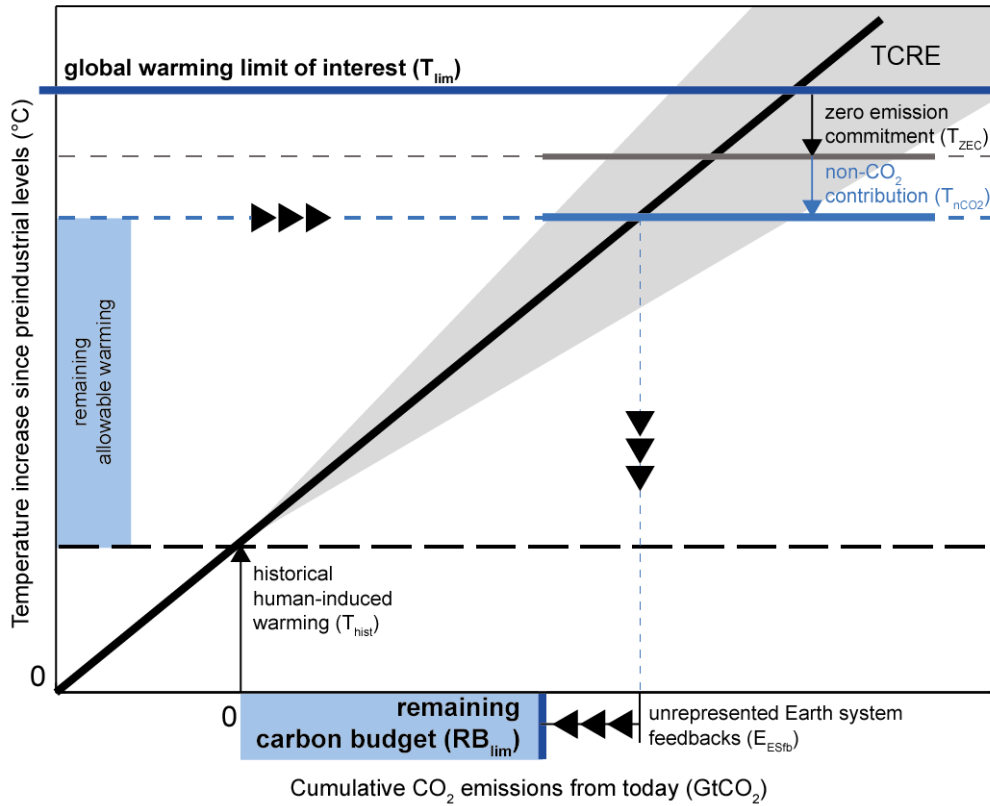 global warming limit of interest (Tlim)
TCRE
zero emission
commitment (TZEC)
non-CO2
contribution (TnCO2)
Temperature increase since preindustrial levels (°C)
remaining
allowable warming
historical
human-induced
warming (Thist)
0
0
remaining
carbon budget (RBlim)
unrepresented Earth system
feedbacks (EESfb)
Cumulative CO2 emissions from today (GtCO2)